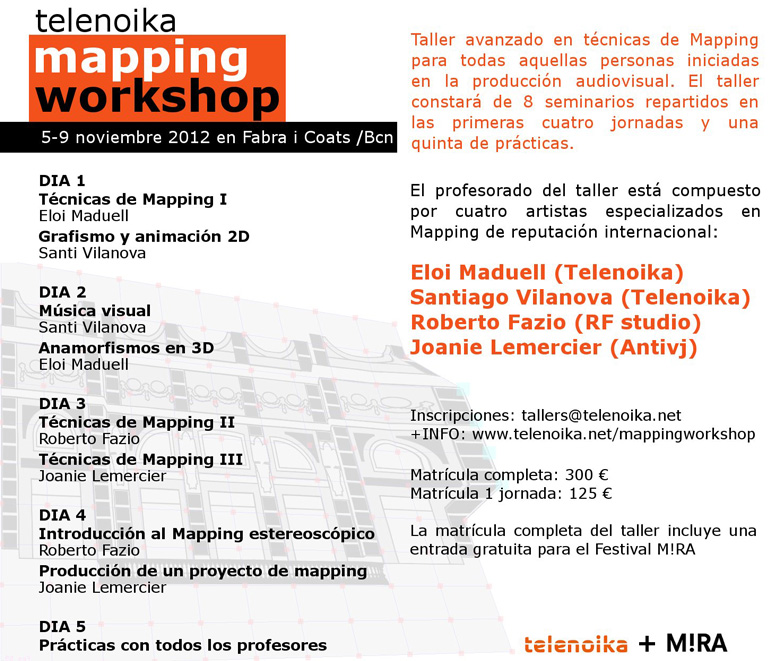 telenoika
mapping
workshop
5-9 noviembre 2012 en Fabra i Coats /Bcn
DIA 1
Técnicas de Mapping I
Eloi Maduell
Grafismo y animación 2D
Santi Vilanova
DIA 2
Música visual
Santi Vilanova
Anamorfismos en 3D
Eloi Maduell
DIA 3
Técnicas de Mapping II
Roberto Fazio
Técnicas de Mapping III
Joanie Lemercier
DIA 4
Introducción al Mapping estereoscópico
Roberto Fazio
Producción de un proyecto de mapping
Joanie Lemercier
DIA 5
Prácticas con todos los profesores
Taller avanzado en técnicas de Mapping
para todas aquellas personas iniciadas
en la producción audiovisual. El taller
constará de 8 seminarios repartidos en
las primeras cuatro jornadas y una
quinta de prácticas.
El profesorado del taller está compuesto
por cuatro artistas especializados en
Mapping de reputación internacional:
Eloi Maduell (Telenoika)
Santiago Vilanova (Telenoika)
Roberto Fazio (RF studio)
Joanie Lemercier (Antivj)
Inscripciones: tallers@telenoika.net
+INFO: www.telenoika.net/mappingworkshop
Matrícula completa: 300 €
Matrícula 1 jornada: 125 €
La matrícula completa del taller incluye una
entrada gratuita para el Festival M!RA
telenoika + M!RA